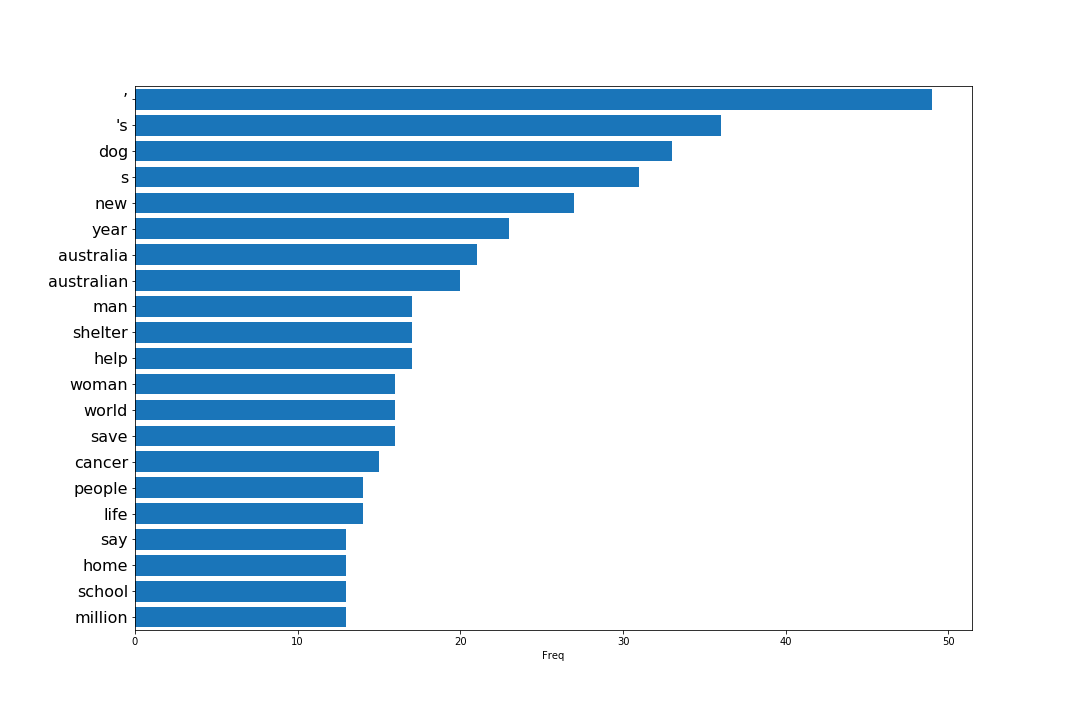 ’
's
dog
s
new
year
australia
australian
man
shelter
help
woman
world
save
cancer
people
life
say
home
school
million
0 10 20 30 40 50
Freq